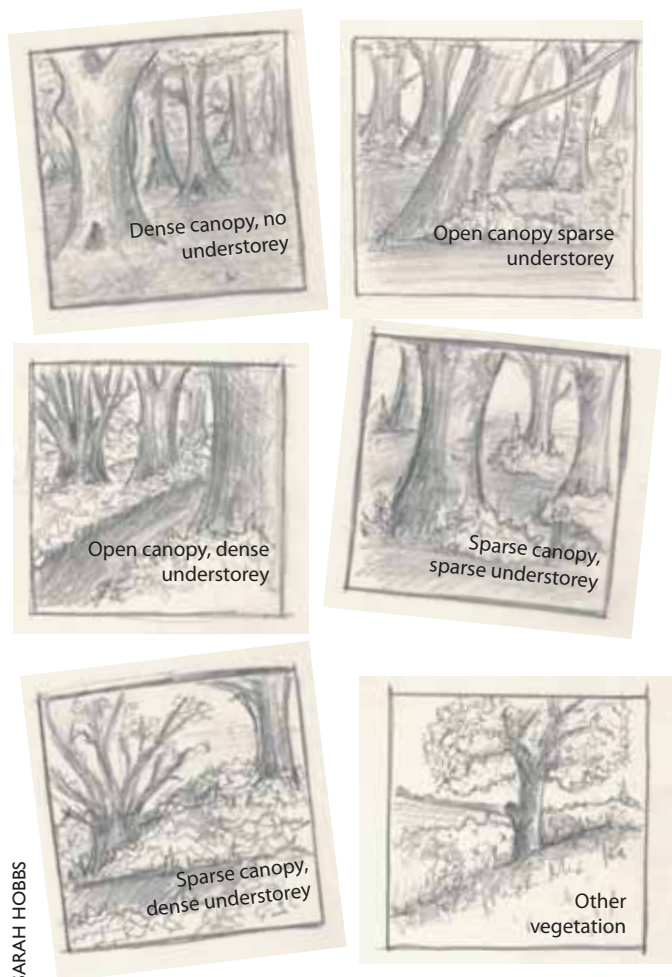 Dense canopy, no
understorey
Open canopy sparse
understorey
Open canopy, dense
understorey
Sparse canopy,
sparse understorey
Sparse canopy,
dense understorey
Other
vegetation
SARAH HOBBS